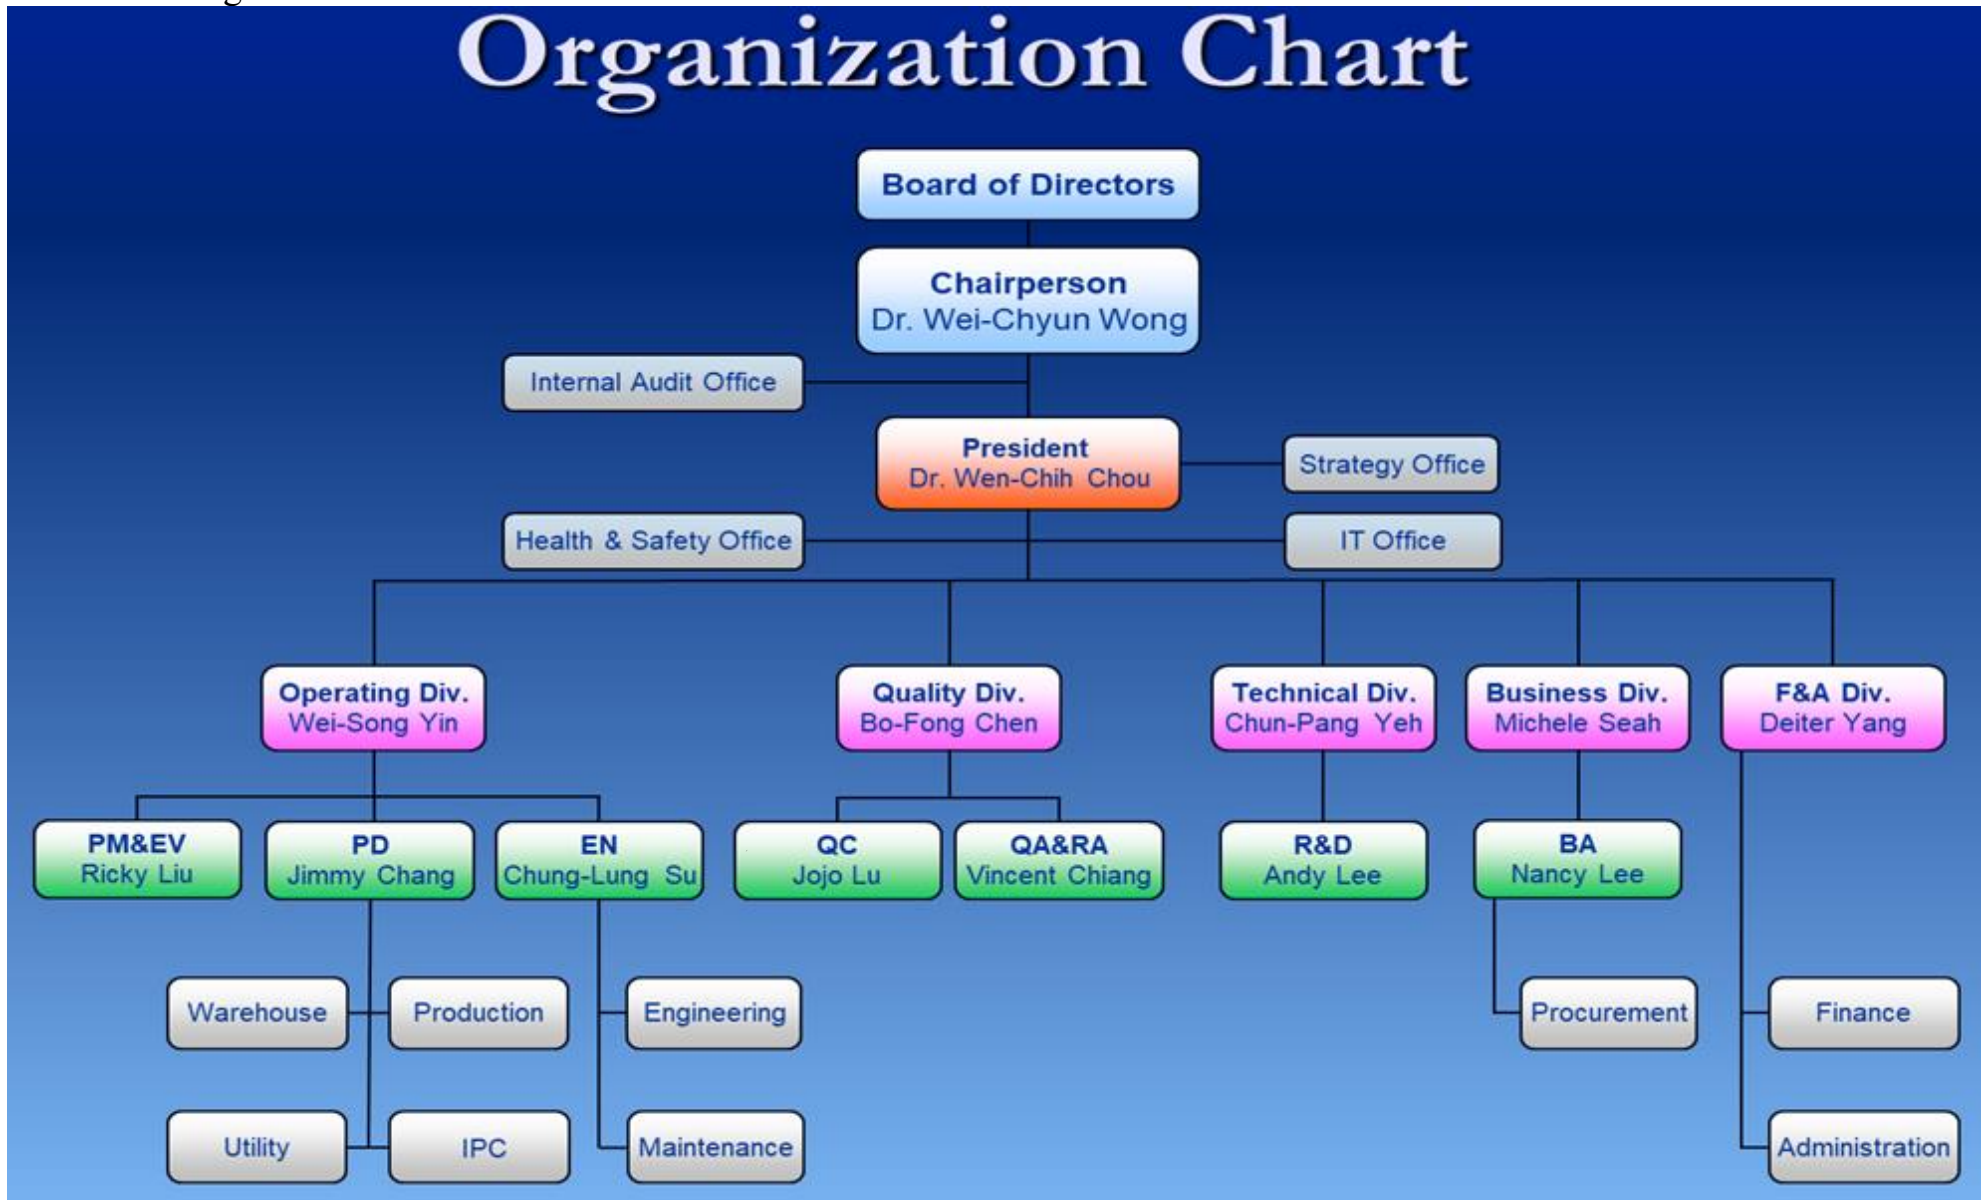 Organization Chart
Board of Directors
Chairperson
Dr. Wei-Chyun Wong
Internal Audit Office
President
Dr. Wen-Chih Chou
Strategy Office
Health & Safety Office
IT Office
Operating Div.
Wei-Song Yin
Quality Div.
Bo-Fong Chen
Technical Div.
Chun-Pang Yeh
Business Div.
Michele Seah
F&A Div.
Deiter Yang
PM&EV
Ricky Liu
PD
Jimmy Chang
EN
Chung-Lung Su
QC
Jojo Lu
QA&RA
Vincent Chiang
R&D
Andy Lee
BA
Nancy Lee
Warehouse
Production
Engineering
Procurement
Finance
Utility
IPC
Maintenance
Administration